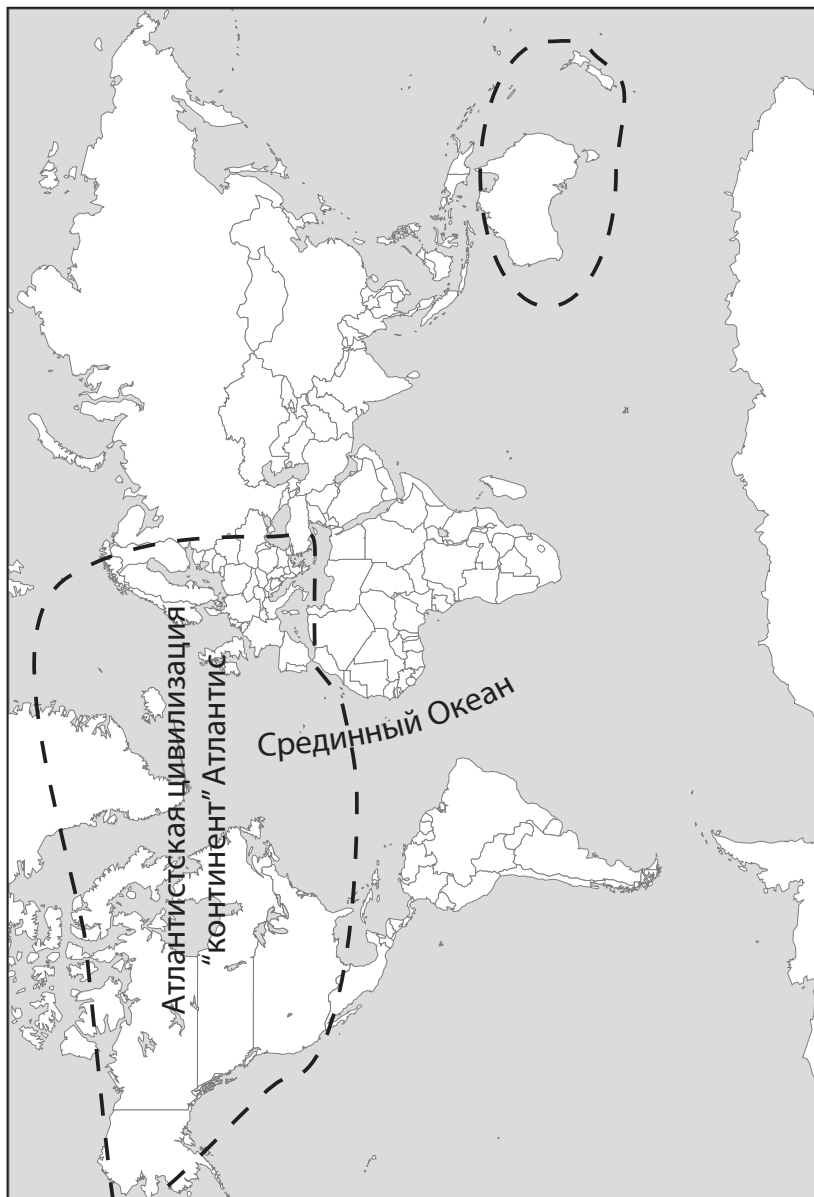 Атлантистская цивилизация
“континент” Атлантис
Срединный Океан